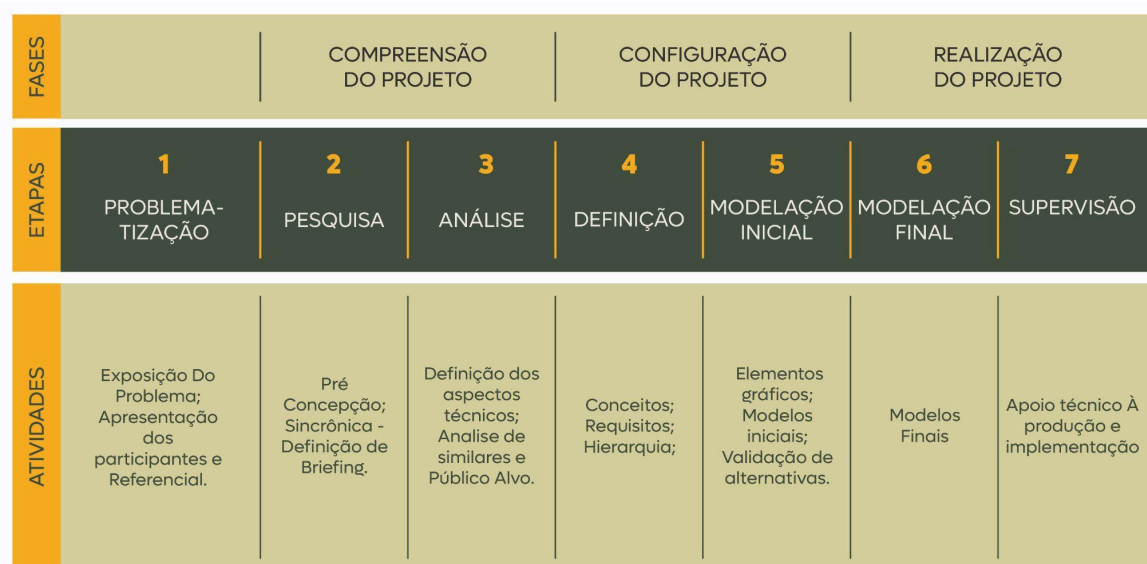 FASES
COMPREENSÃO
DO PROJETO
CONFIGURAÇÃO
DO PROJETO
REALIZAÇÃO
DO PROJETO
ETAPAS
1
PROBLEMA-
TIZAÇÃO
2
PESQUISA
3
ANÁLISE
4
DEFINIÇÃO
5
MODELAÇÃO
INICIAL
6
MODELAÇÃO
FINAL
7
SUPERVISÃO
ATIVIDADES
Exposição Do
Problema;
Apresentação
dos
participantes e
Referencial.
Pré
Concepção;
Sincrônica -
Definição de
Briefing.
Definição dos
aspectos
técnicos;
Analise de
similares e
Público Alvo.
Conceitos;
Requisitos;
Hierarquia;
Elementos
gráficos;
Modelos
iniciais;
Validação de
alternativas.
Modelos
Finais
Apoio técnico À
produção e
implementação